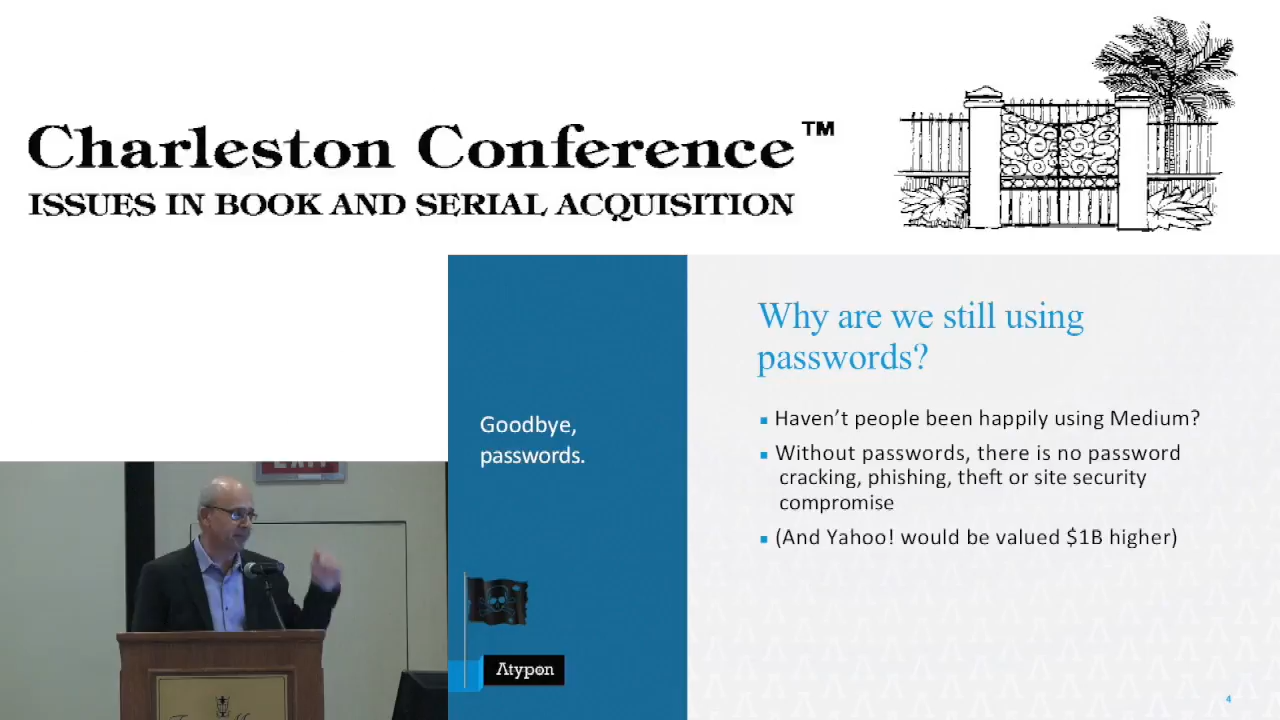 Charleston Conference™
ISSUES IN BOOK AND SERIAL ACQUISITION
Why are we still using
passwords?
Goodbye,
passwords.
▪ Haven’t people been happily using Medium?
▪ Without passwords, there is no password
cracking, phishing, theft or site security
compromise
▪ (And Yahoo! would be valued $1B higher)
EXIT
Atypon
4